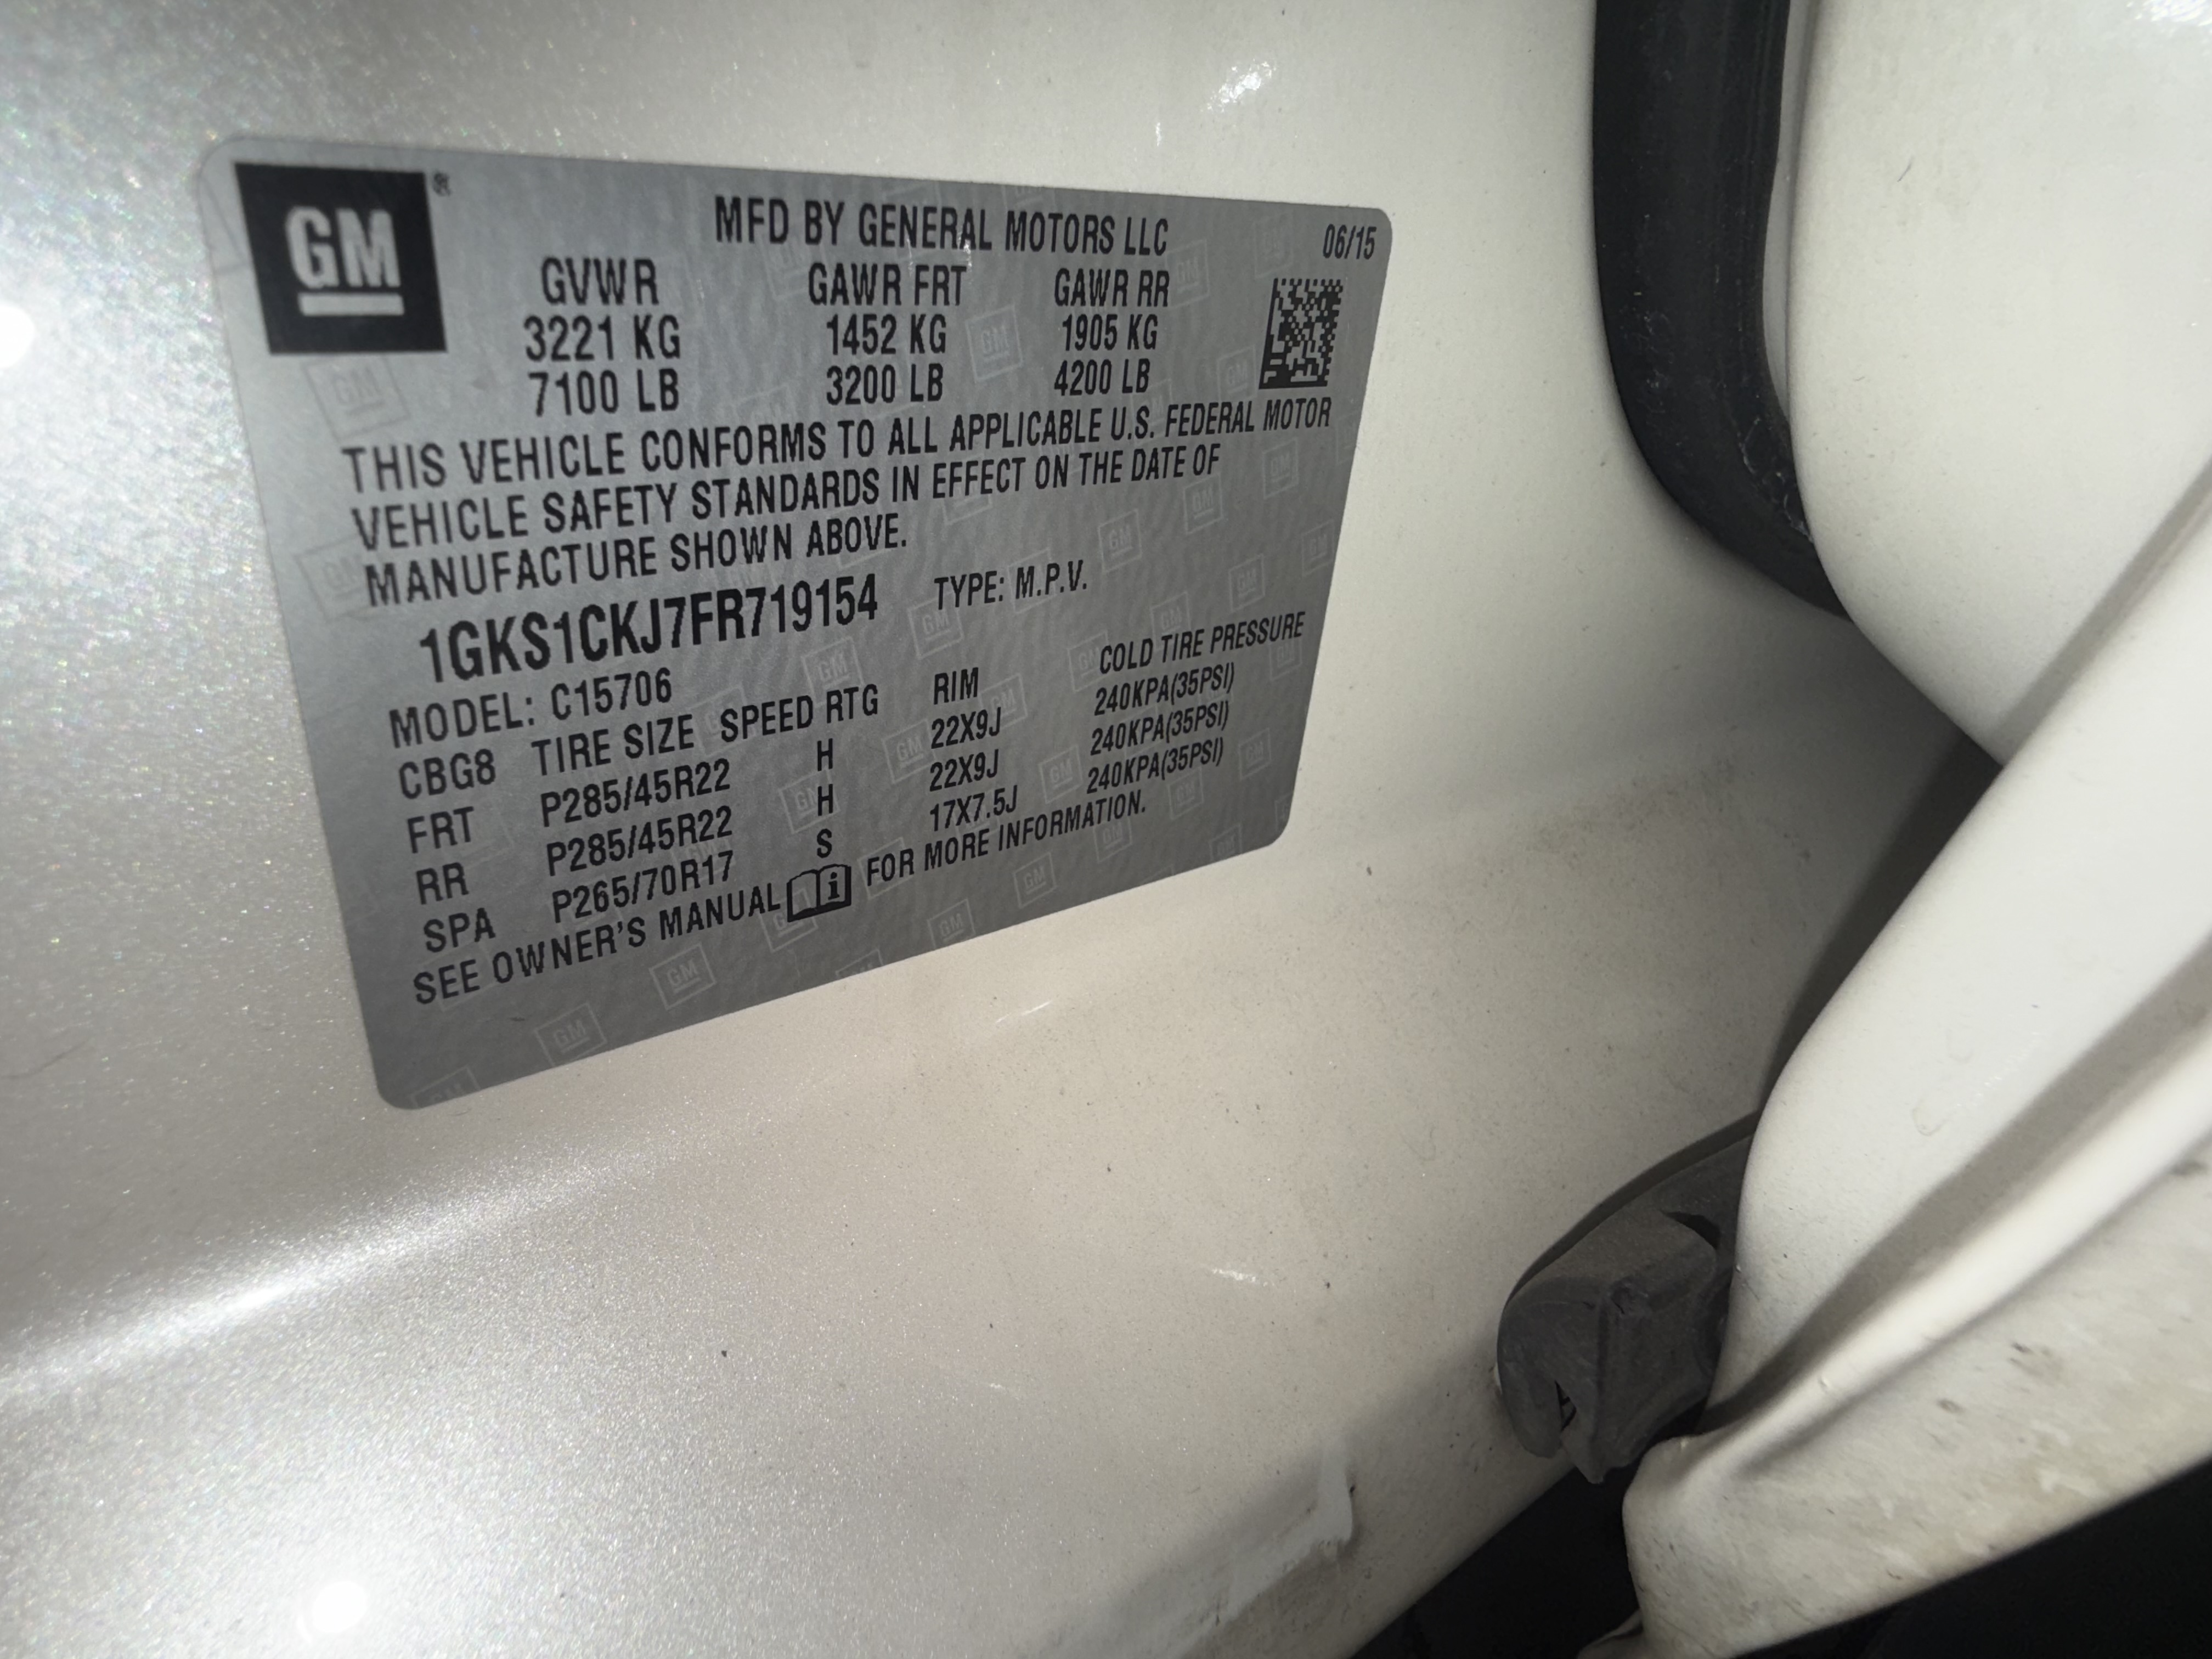 GM ®
MFD BY GENERAL MOTORS LLC 06/15
GVWR GAWR FRT GAWR RR
3221 KG 1452 KG 1905 KG
7100 LB 3200 LB 4200 LB
THIS VEHICLE CONFORMS TO ALL APPLICABLE U.S. FEDERAL MOTOR
VEHICLE SAFETY STANDARDS IN EFFECT ON THE DATE OF
MANUFACTURE SHOWN ABOVE.
1GKS1CKJ7FR719154 TYPE: M.P.V.
MODEL: C15706
CBG8 TIRE SIZE SPEED RTG RIM COLD TIRE PRESSURE
FRT P285/45R22 H 22X9J 240KPA(35PSI)
RR P285/45R22 H 22X9J 240KPA(35PSI)
SPA P265/70R17 S 17X7.5J 240KPA(35PSI)
SEE OWNER'S MANUAL i FOR MORE INFORMATION.